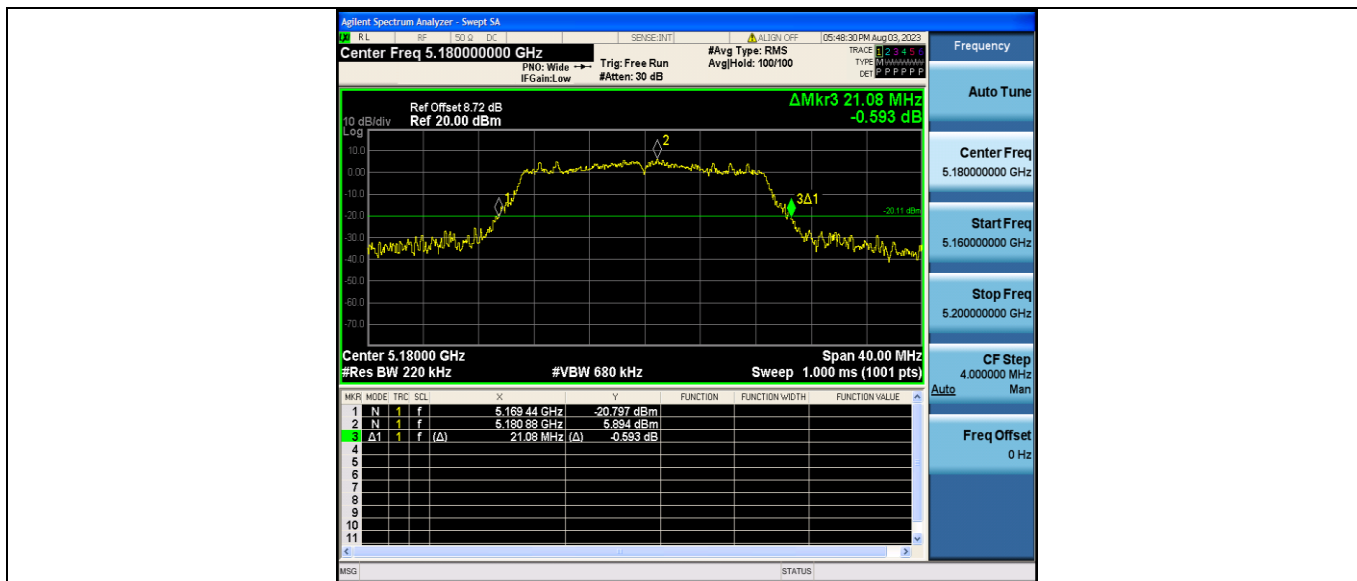 Agilent Spectrum Analyzer - Swept SA
RL RF 50 Ω DC SENSE:INT ALIGN OFF 05:48:30 PM Aug 03, 2023
Center Freq 5.180000000 GHz
PNO: Wide
IFGain:Low
Trig: Free Run
#Atten: 30 dB
#Avg Type: RMS
Avg|Hold: 100/100
TRACE 1 2 3 4 5 6
TYPE M WWWWW
DET P P P P P P
ΔMkr3 21.08 MHz
-0.593 dB
Ref Offset 8.72 dB
10 dB/div Ref 20.00 dBm
Log
10.0
0.00
-10.0
-20.0
-30.0
-40.0
-50.0
-60.0
-70.0
1
2
3Δ1
-20.11 dBm
Center 5.18000 GHz Span 40.00 MHz
#Res BW 220 kHz #VBW 680 kHz Sweep 1.000 ms (1001 pts)
MKR MODE TRC SCL X Y FUNCTION FUNCTION WIDTH FUNCTION VALUE
1 N 1 f 5.169 44 GHz -20.797 dBm
2 N 1 f 5.180 88 GHz 5.894 dBm
3 Δ1 1 f (Δ) 21.08 MHz (Δ) -0.593 dB
4
5
6
7
8
9
10
11
MSG STATUS
Frequency
Auto Tune
Center Freq
5.180000000 GHz
Start Freq
5.160000000 GHz
Stop Freq
5.200000000 GHz
CF Step
4.000000 MHz
Auto Man
Freq Offset
0 Hz